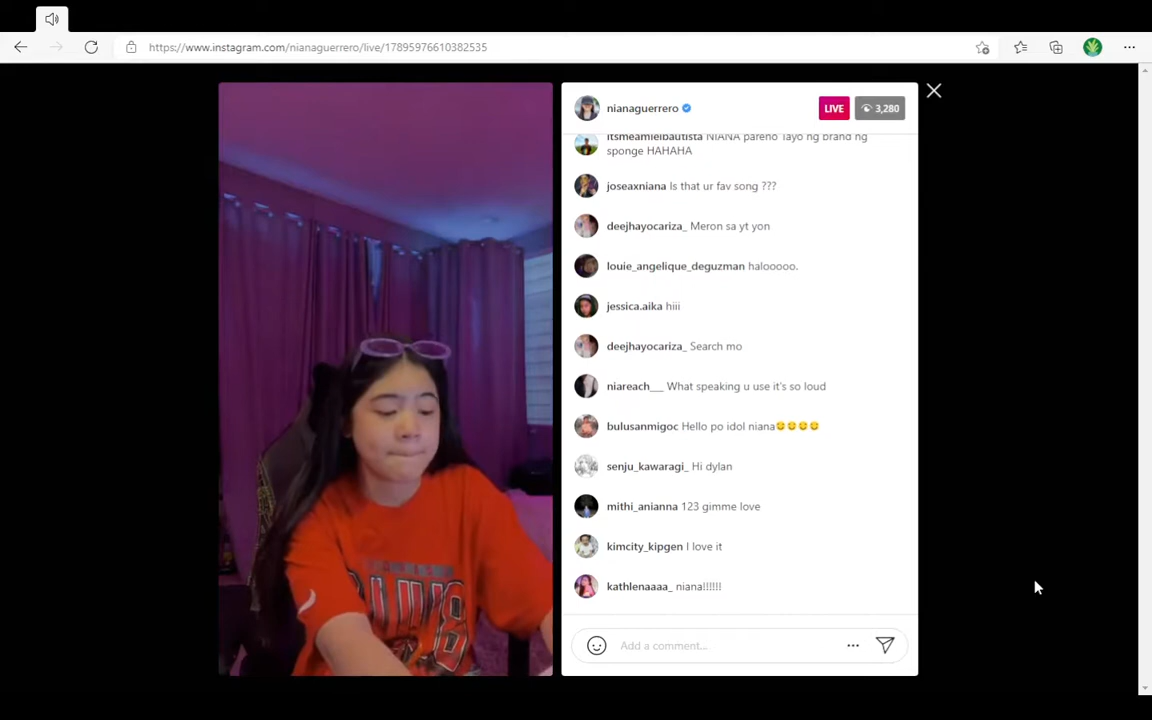 https://www.instagram.com/nianaguerrero/live/17895976610382535
nianaguerrero
LIVE
3,280
itsmeamielbautista NIANA pareho Tayo ng brand ng
sponge HAHAHA
joseaxniana Is that ur fav song ???
deejhayocariza_ Meron sa yt yon
louie_angelique_deguzman halooooo.
jessica.aika hiii
deejhayocariza_ Search mo
niareach___ What speaking u use it's so loud
bulusanmigoc Hello po idol niana
senju_kawaragi_ Hi dylan
mithi_anianna 123 gimme love
kimcity_kipgen I love it
kathlenaaaa_ niana!!!!!!
Add a comment...